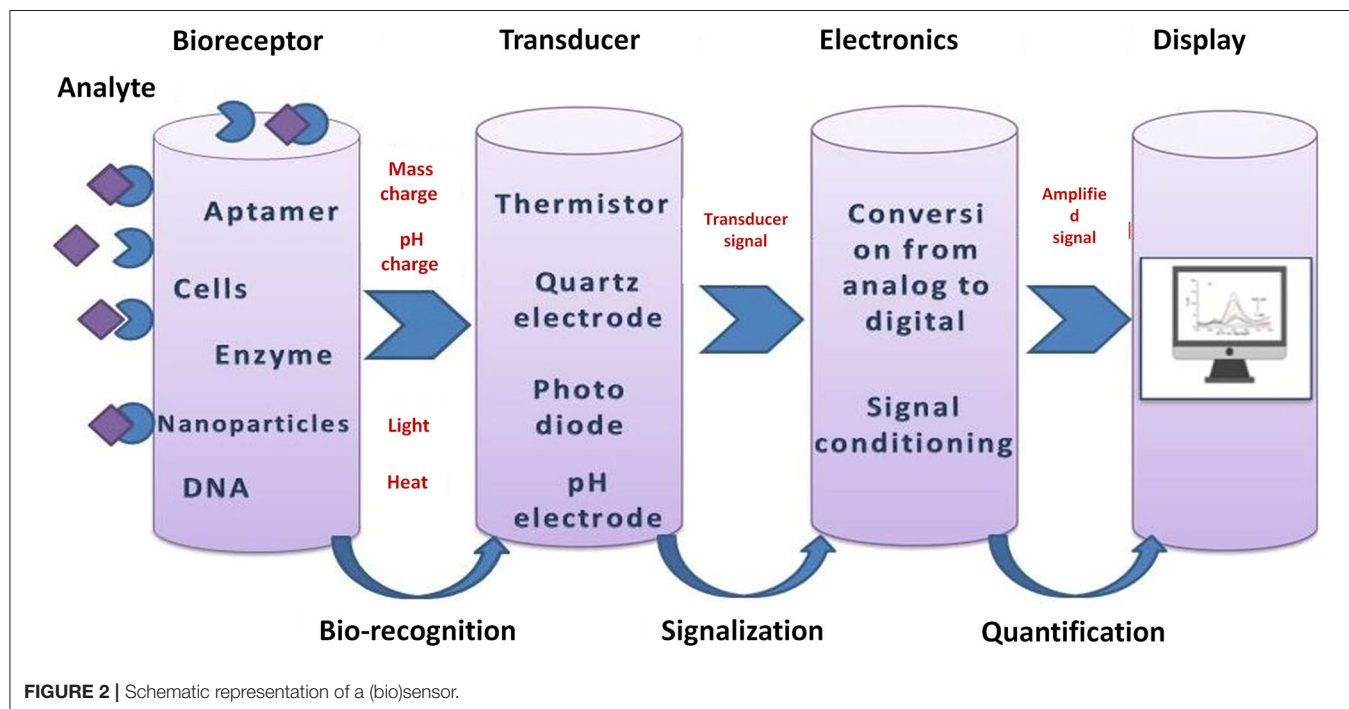 Bioreceptor
Transducer
Electronics
Display
Analyte
Aptamer
Cells
Enzyme
Nanoparticles
DNA
Mass
charge
pH
charge
Light
Heat
Thermistor
Quartz
electrode
Photo
diode
pH
electrode
Transducer
signal
Conversi
on from
analog to
digital
Signal
conditioning
Amplifie
d
signal
Bio-recognition
Signalization
Quantification
FIGURE 2 | Schematic representation of a (bio)sensor.